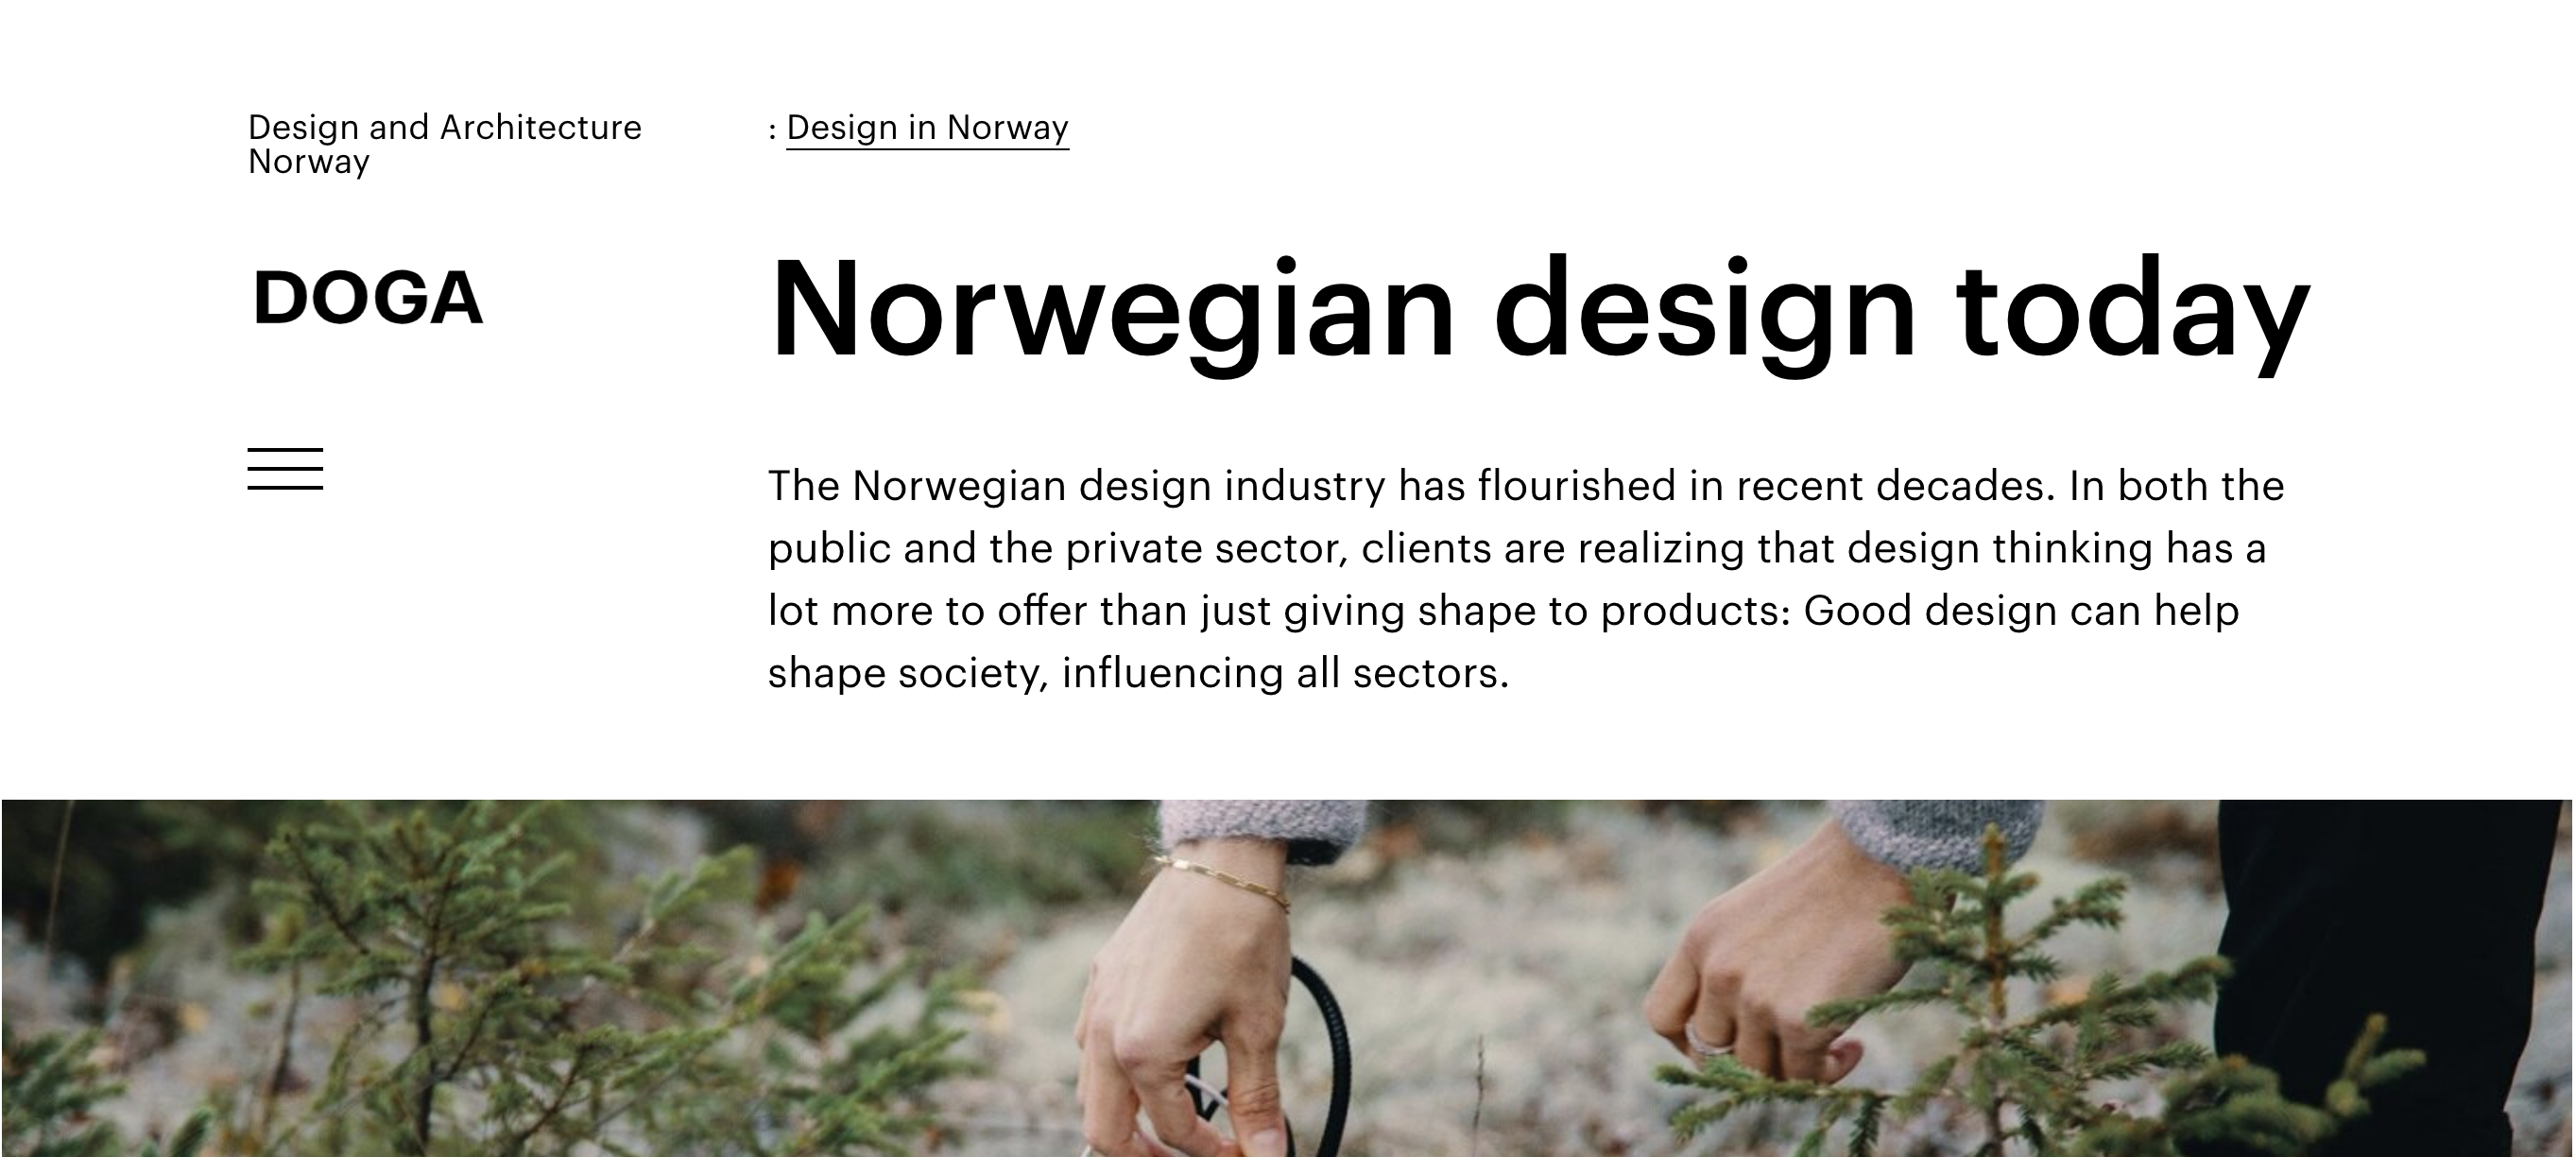 Design and Architecture
Norway
: Design in Norway
DOGA
Norwegian design today
The Norwegian design industry has flourished in recent decades. In both the
public and the private sector, clients are realizing that design thinking has a
lot more to offer than just giving shape to products: Good design can help
shape society, influencing all sectors.